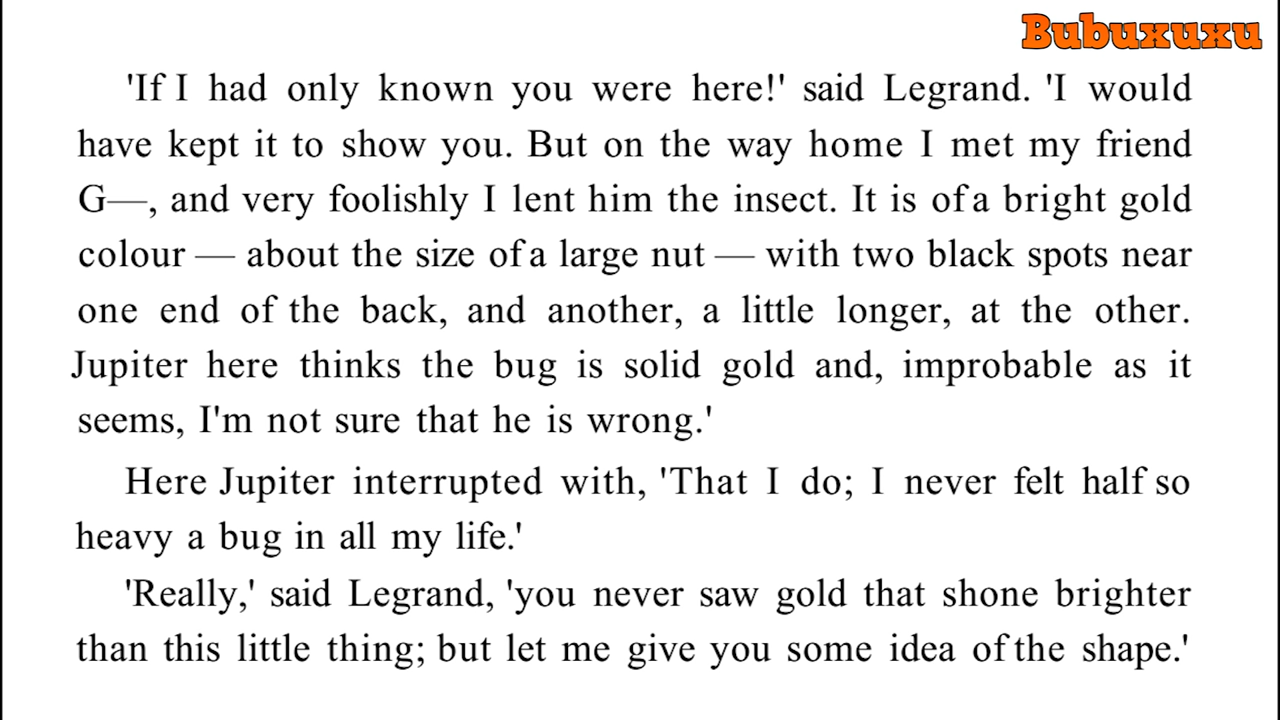 Bubuxuxu
'If I had only known you were here!' said Legrand. 'I would
have kept it to show you. But on the way home I met my friend
G—, and very foolishly I lent him the insect. It is of a bright gold
colour — about the size of a large nut — with two black spots near
one end of the back, and another, a little longer, at the other.
Jupiter here thinks the bug is solid gold and, improbable as it
seems, I'm not sure that he is wrong.'
Here Jupiter interrupted with, 'That I do; I never felt half so
heavy a bug in all my life.'
'Really,' said Legrand, 'you never saw gold that shone brighter
than this little thing; but let me give you some idea of the shape.'